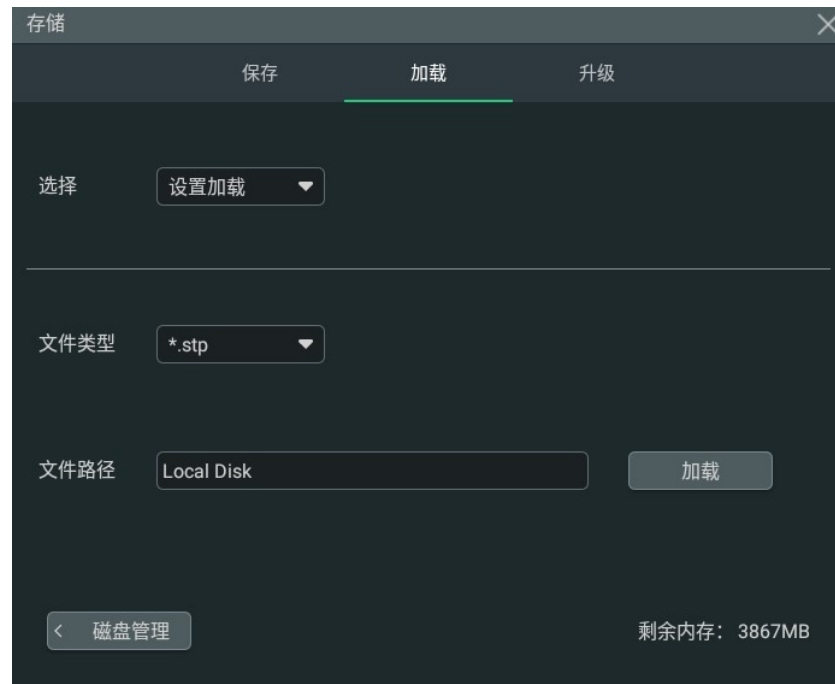 存储
保存 加载 升级
选择 设置加载
文件类型 *.stp
文件路径 Local Disk 加载
< 磁盘管理 剩余内存： 3867MB